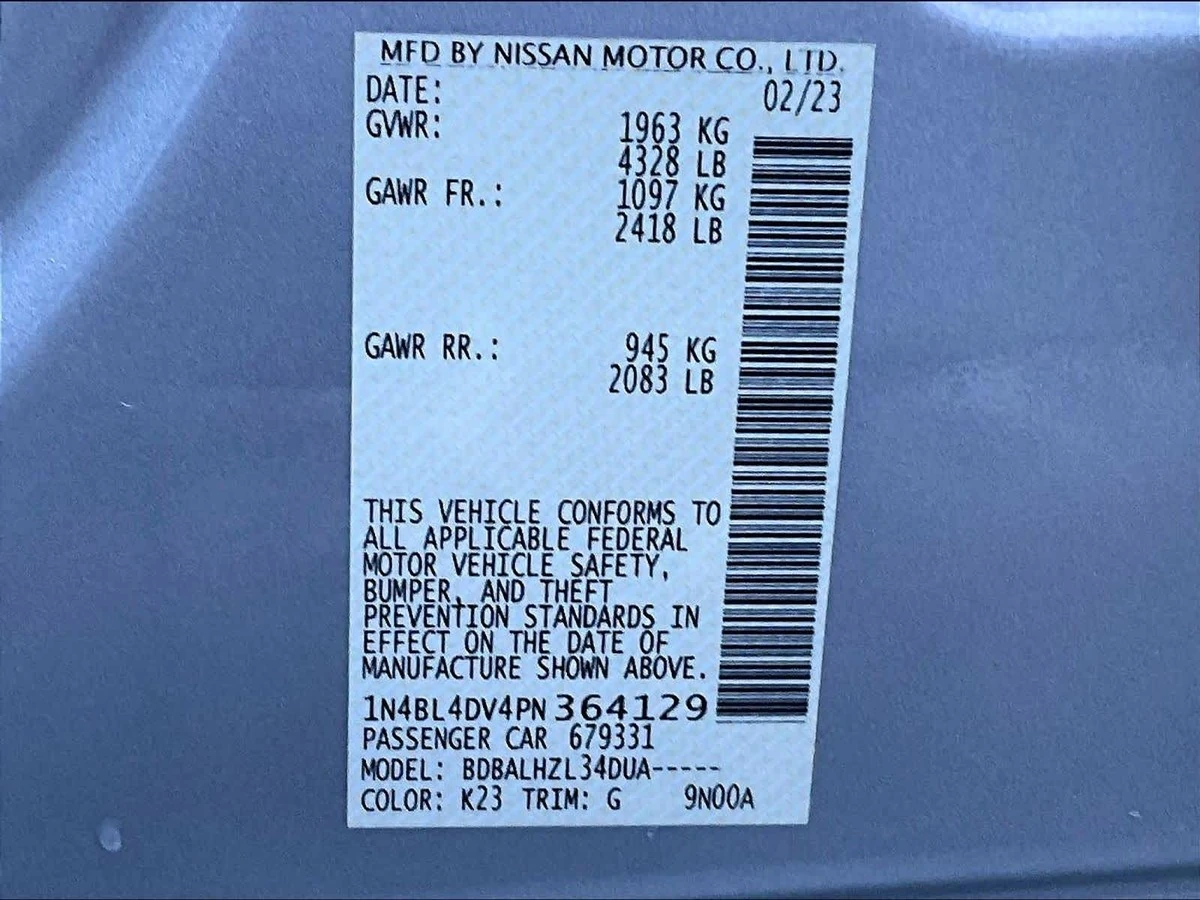 MFD BY NISSAN MOTOR CO., LTD.
DATE: 02/23
GVWR: 1963 KG
4328 LB
GAWR FR.: 1097 KG
2418 LB
GAWR RR.: 945 KG
2083 LB
THIS VEHICLE CONFORMS TO
ALL APPLICABLE FEDERAL
MOTOR VEHICLE SAFETY,
BUMPER, AND THEFT
PREVENTION STANDARDS IN
EFFECT ON THE DATE OF
MANUFACTURE SHOWN ABOVE.
1N4BL4DV4PN364129
PASSENGER CAR 679331
MODEL: BDBALHZL34DUA-----
COLOR: K23 TRIM: G 9N00A